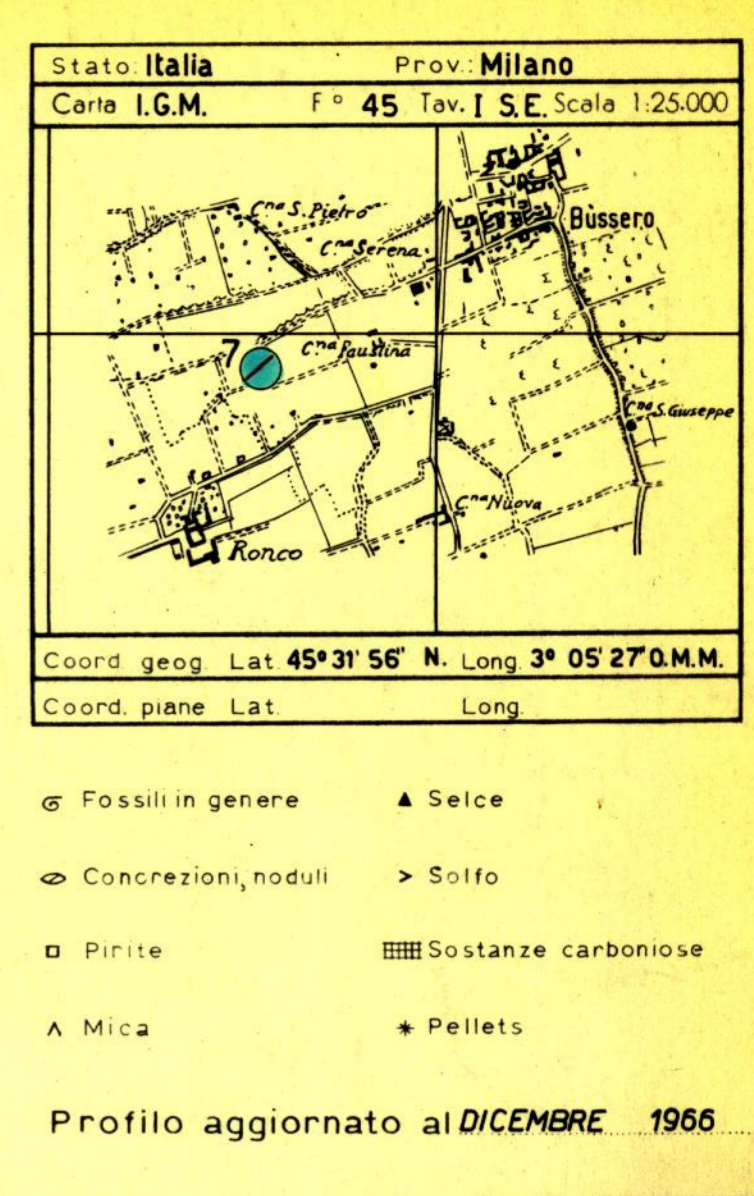 Stato: Italia Prov.: Milano
Carta I.G.M. F° 45 Tav. I S.E. Scala 1:25.000
Cna S. Pietro
Bùssero
Cna Serena
7
Cna Faustina
Cna S. Giuseppe
Cna Nuova
Ronco
Coord. geog. Lat. 45° 31' 56" N. Long. 3° 05' 27" O.M.M.
Coord. piane Lat. Long.
Fossili in genere Selce
Concrezioni, noduli Solfo
Pirite Sostanze carboniose
Mica Pellets
Profilo aggiornato al DICEMBRE 1966